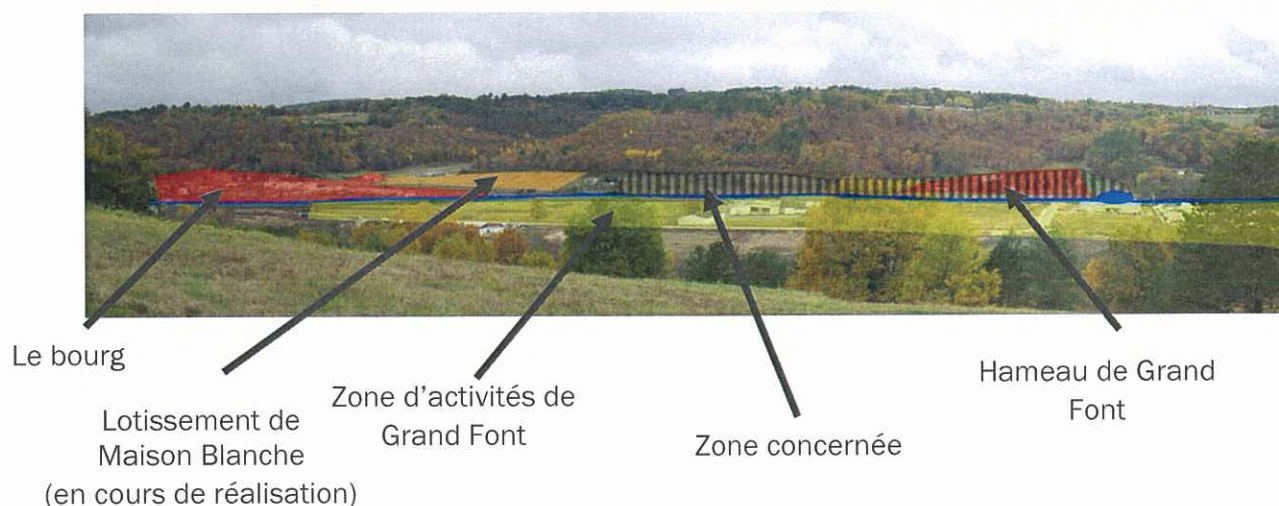 Le bourg
Lotissement de
Maison Blanche
(en cours de réalisation)
Zone d'activités de
Grand Font
Zone concernée
Hameau de Grand
Font